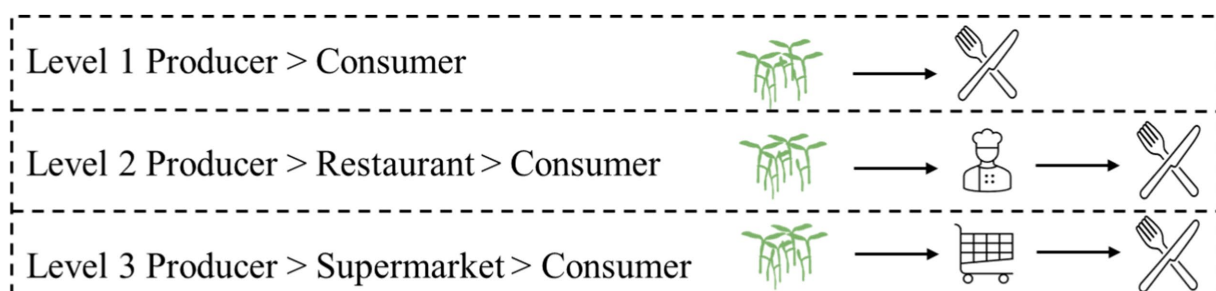 Level 1 Producer > Consumer
Level 2 Producer > Restaurant > Consumer
Level 3 Producer > Supermarket > Consumer